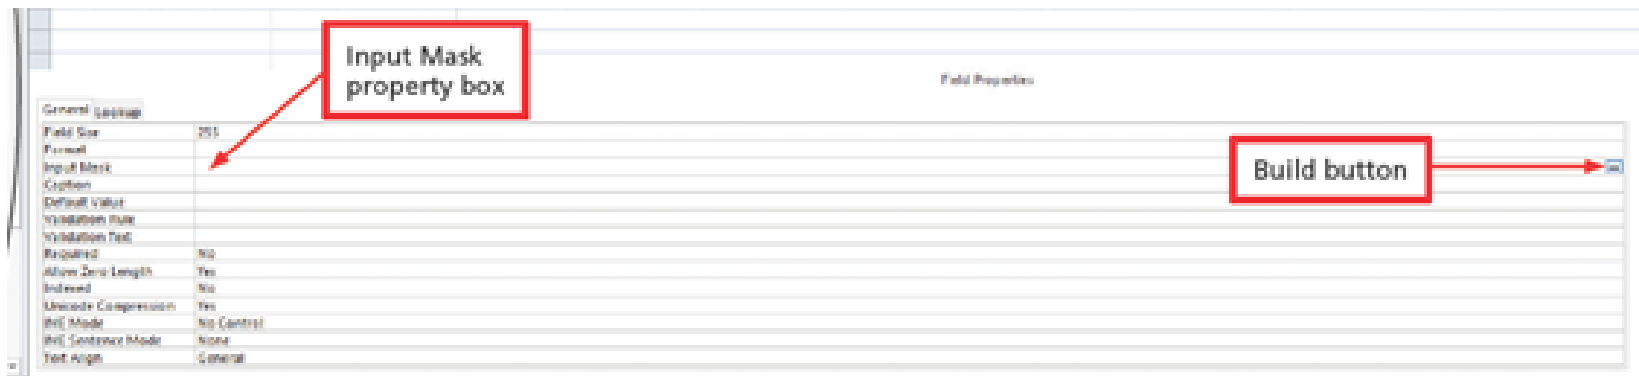 Input Mask
property box
Field Properties
General Lookup
Field Size 255
Format
Input Mask
Build button
Caption
Default Value
Validation Rule
Validation Text
Required No
Allow Zero Length Yes
Indexed No
Unicode Compression Yes
IME Mode No Control
IME Sentence Mode None
Text Align General